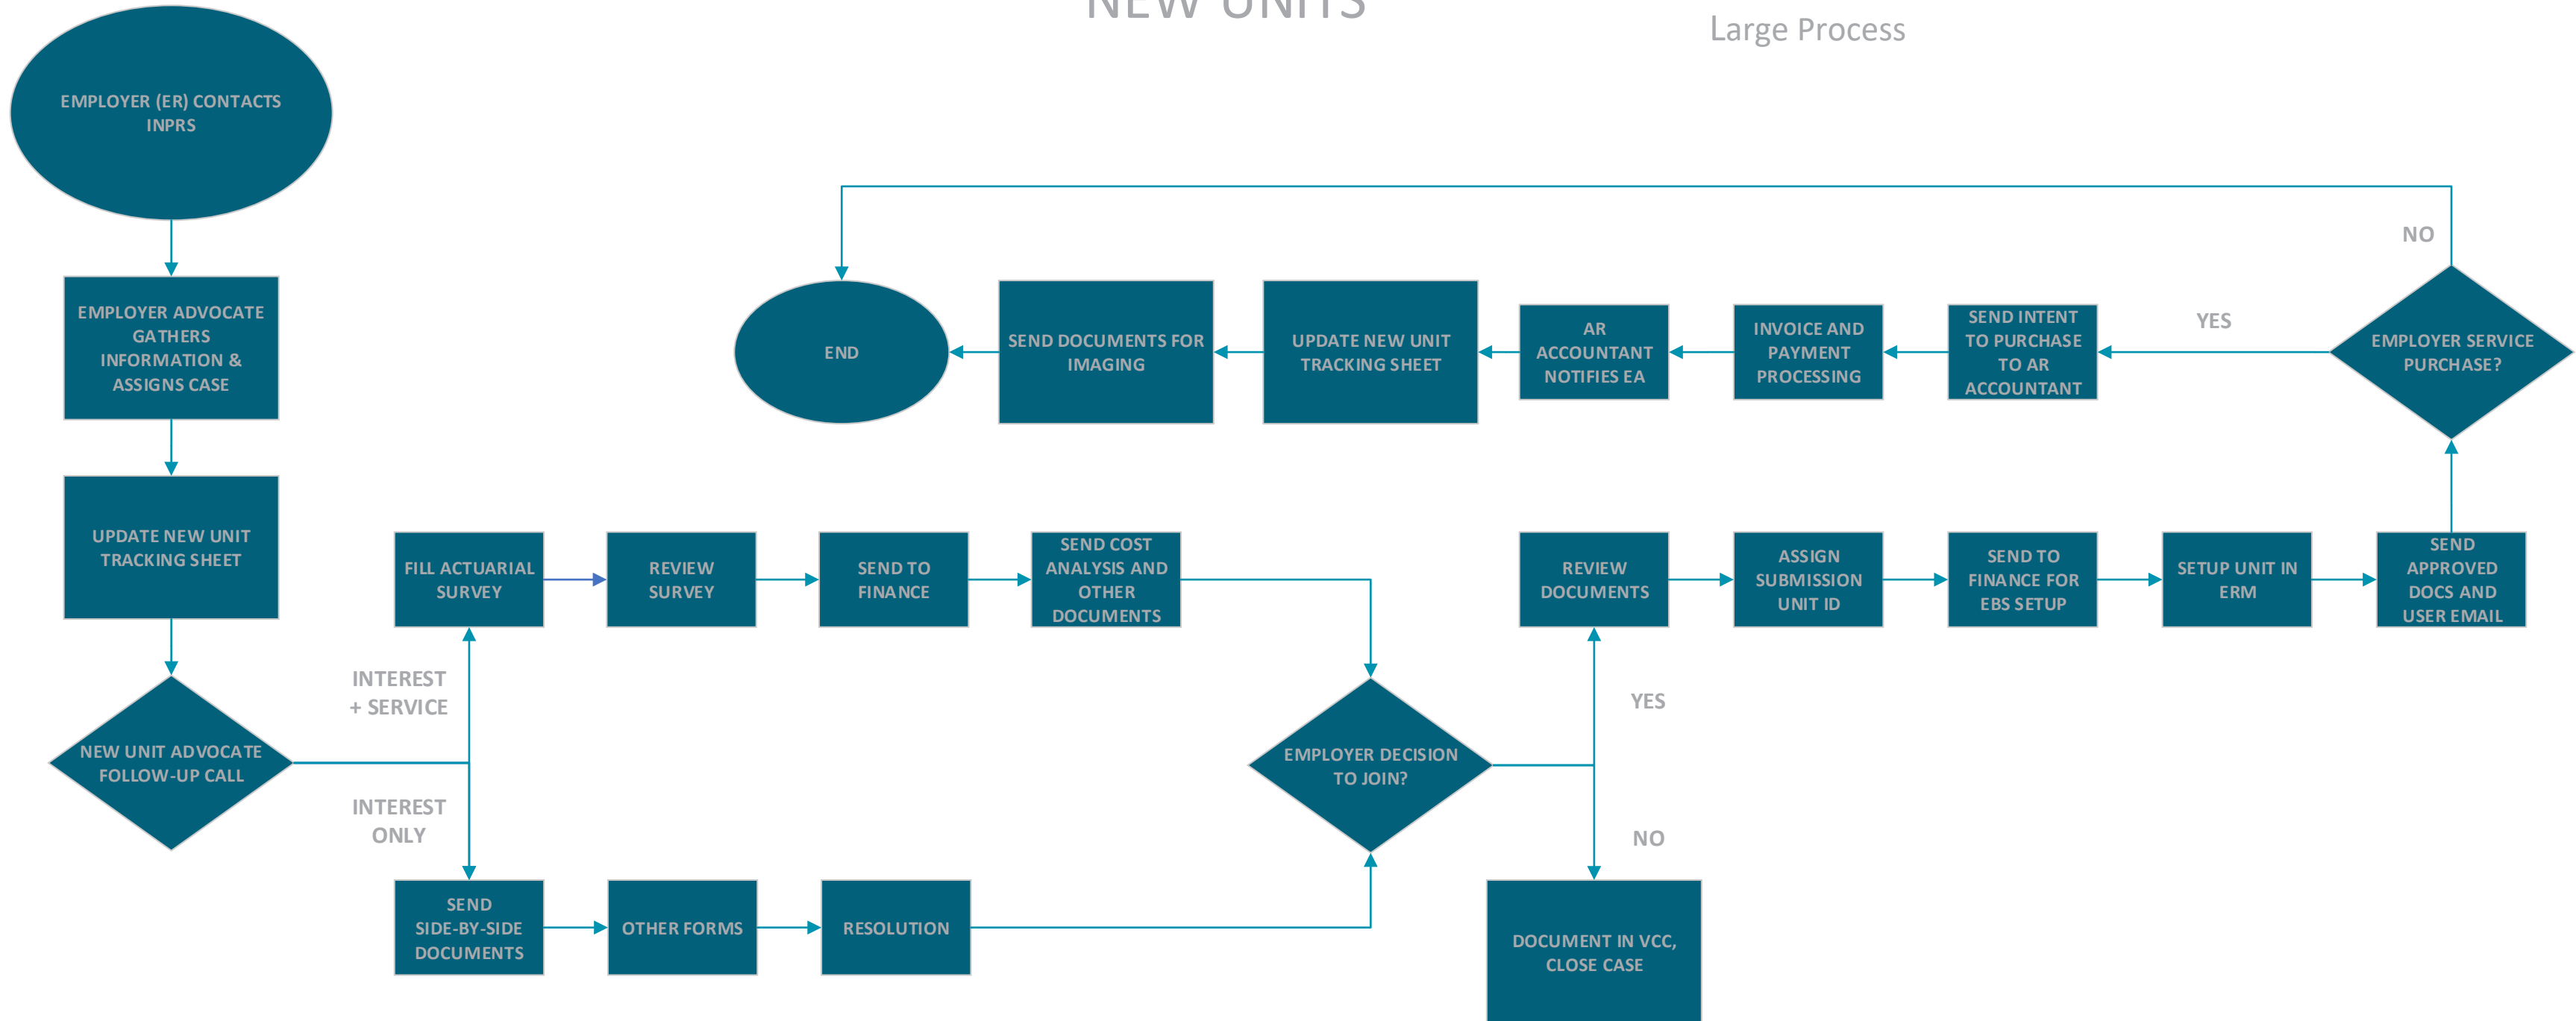 NEW UNITS
Large Process
EMPLOYER (ER) CONTACTS
INPRS
EMPLOYER ADVOCATE
GATHERS
INFORMATION &
ASSIGNS CASE
UPDATE NEW UNIT
TRACKING SHEET
NEW UNIT ADVOCATE
FOLLOW-UP CALL
INTEREST
+ SERVICE
INTEREST
ONLY
FILL ACTUARIAL
SURVEY
REVIEW
SURVEY
SEND TO
FINANCE
SEND COST
ANALYSIS AND
OTHER
DOCUMENTS
SEND
SIDE-BY-SIDE
DOCUMENTS
OTHER FORMS
RESOLUTION
EMPLOYER DECISION
TO JOIN?
YES
NO
DOCUMENT IN VCC,
CLOSE CASE
REVIEW
DOCUMENTS
ASSIGN
SUBMISSION
UNIT ID
SEND TO
FINANCE FOR
EBS SETUP
SETUP UNIT IN
ERM
SEND
APPROVED
DOCS AND
USER EMAIL
EMPLOYER SERVICE
PURCHASE?
NO
YES
SEND INTENT
TO PURCHASE
TO AR
ACCOUNTANT
INVOICE AND
PAYMENT
PROCESSING
AR
ACCOUNTANT
NOTIFIES EA
UPDATE NEW UNIT
TRACKING SHEET
SEND DOCUMENTS FOR
IMAGING
END